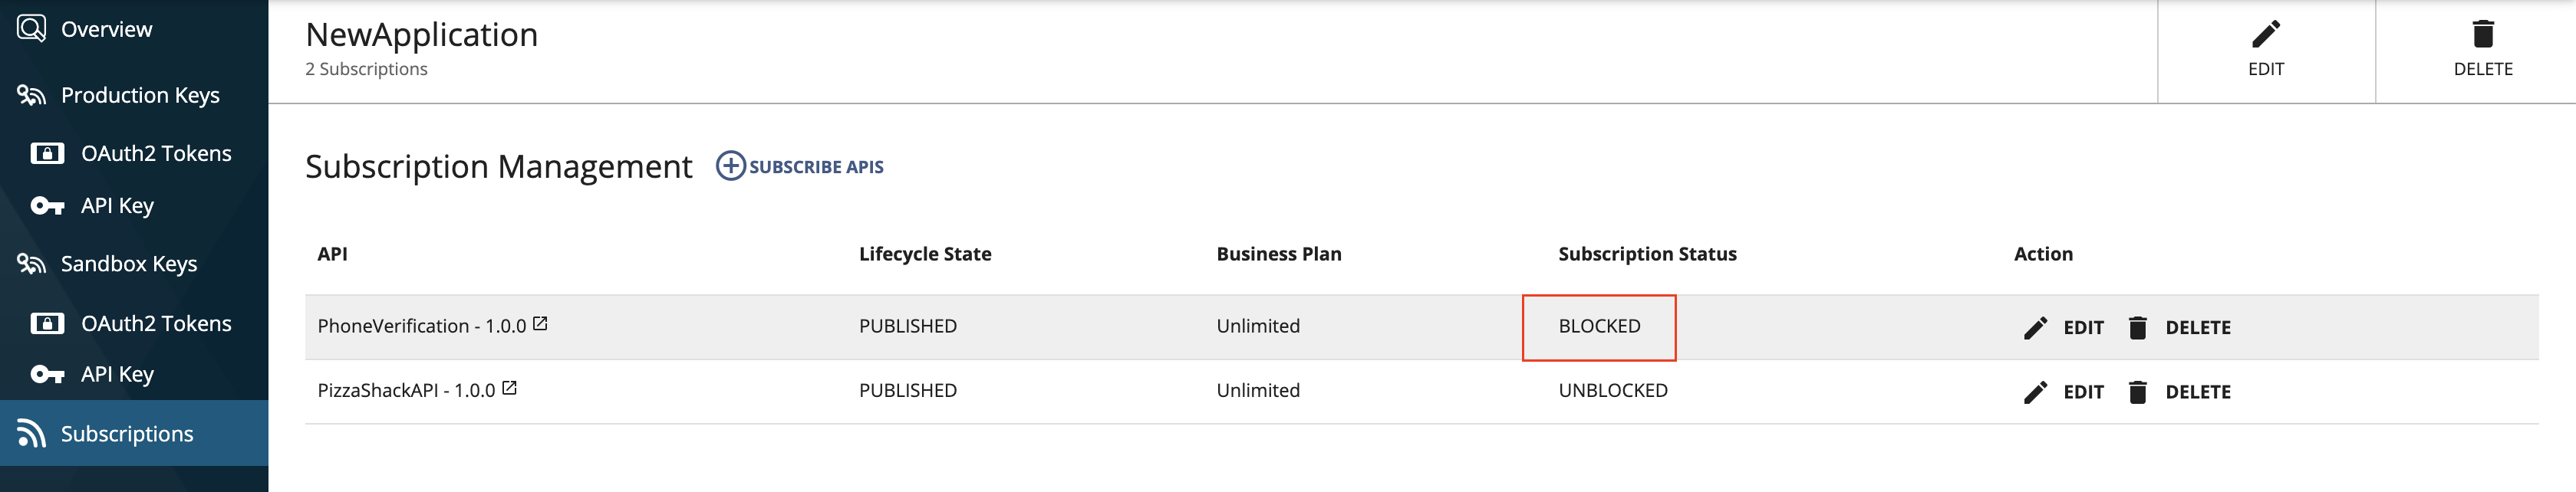 Overview
Production Keys
OAuth2 Tokens
API Key
Sandbox Keys
OAuth2 Tokens
API Key
Subscriptions
NewApplication
2 Subscriptions
EDIT
DELETE
Subscription Management SUBSCRIBE APIS
API Lifecycle State Business Plan Subscription Status Action
PhoneVerification - 1.0.0 PUBLISHED Unlimited BLOCKED EDIT DELETE
PizzaShackAPI - 1.0.0 PUBLISHED Unlimited UNBLOCKED EDIT DELETE